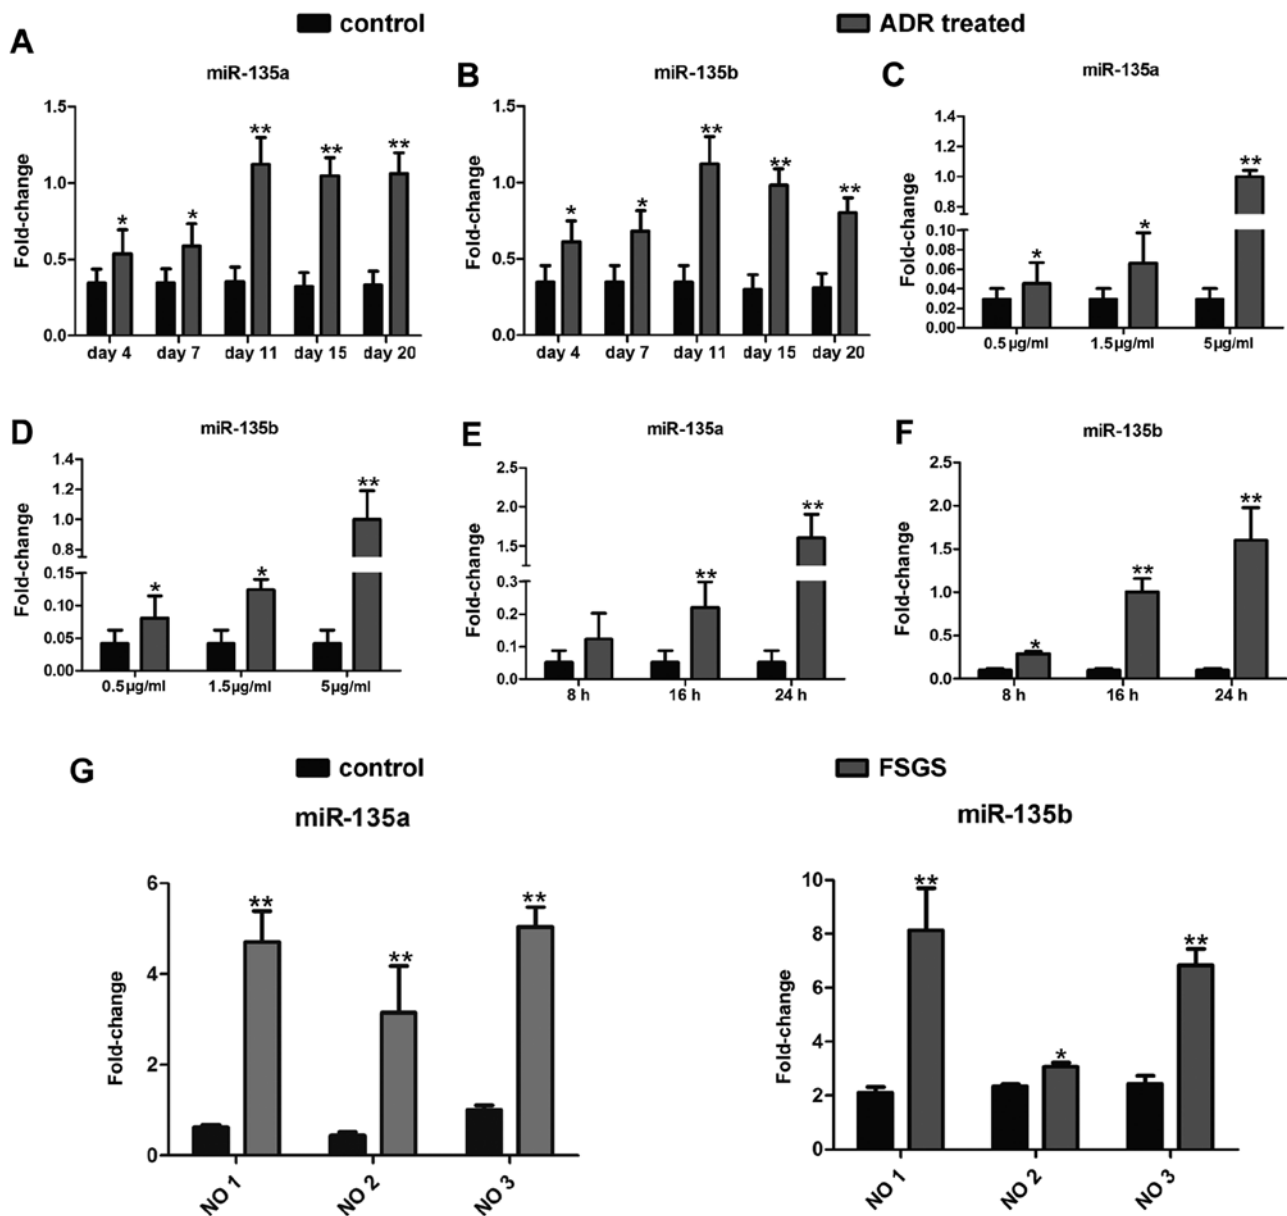 control
ADR treated
A
miR-135a
Fold-change
1.5
1.0
0.5
0.0
* * ** ** **
day 4 day 7 day 11 day 15 day 20
B
miR-135b
Fold-change
1.5
1.0
0.5
0.0
* * ** ** **
day 4 day 7 day 11 day 15 day 20
C
miR-135a
Fold-change
1.4
1.2
1.0
0.8
0.10
0.08
0.06
0.04
0.02
0.00
* * **
0.5µg/ml 1.5µg/ml 5µg/ml
D
miR-135b
Fold-change
1.4
1.2
1.0
0.8
0.15
0.10
0.05
0.00
* * **
0.5µg/ml 1.5µg/ml 5µg/ml
E
miR-135a
Fold-change
2.5
2.0
1.5
0.3
0.2
0.1
0.0
** **
8 h 16 h 24 h
F
miR-135b
Fold-change
2.5
2.0
1.5
1.0
0.5
0.0
* ** **
8 h 16 h 24 h
G
control
FSGS
miR-135a
Fold-change
6
4
2
0
** ** **
NO 1 NO 2 NO 3
miR-135b
Fold-change
10
8
6
4
2
0
** * **
NO 1 NO 2 NO 3